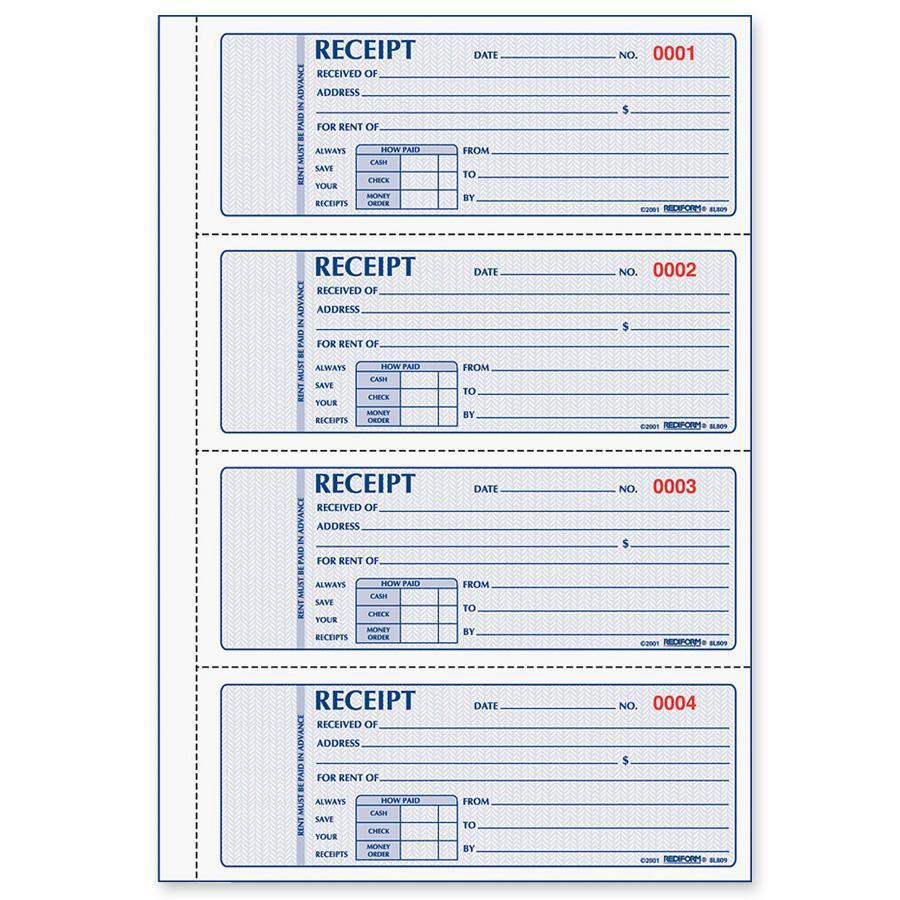 RENT MUST BE PAID IN ADVANCE
RECEIPT DATE NO. 0001
RECEIVED OF
ADDRESS
$
FOR RENT OF
ALWAYS SAVE YOUR RECEIPTS
HOW PAID
CASH
CHECK
MONEY ORDER
FROM
TO
BY
©2001 REDIFORM® 8L809
RENT MUST BE PAID IN ADVANCE
RECEIPT DATE NO. 0002
RECEIVED OF
ADDRESS
$
FOR RENT OF
ALWAYS SAVE YOUR RECEIPTS
HOW PAID
CASH
CHECK
MONEY ORDER
FROM
TO
BY
©2001 REDIFORM® 8L809
RENT MUST BE PAID IN ADVANCE
RECEIPT DATE NO. 0003
RECEIVED OF
ADDRESS
$
FOR RENT OF
ALWAYS SAVE YOUR RECEIPTS
HOW PAID
CASH
CHECK
MONEY ORDER
FROM
TO
BY
©2001 REDIFORM® 8L809
RENT MUST BE PAID IN ADVANCE
RECEIPT DATE NO. 0004
RECEIVED OF
ADDRESS
$
FOR RENT OF
ALWAYS SAVE YOUR RECEIPTS
HOW PAID
CASH
CHECK
MONEY ORDER
FROM
TO
BY
©2001 REDIFORM® 8L809